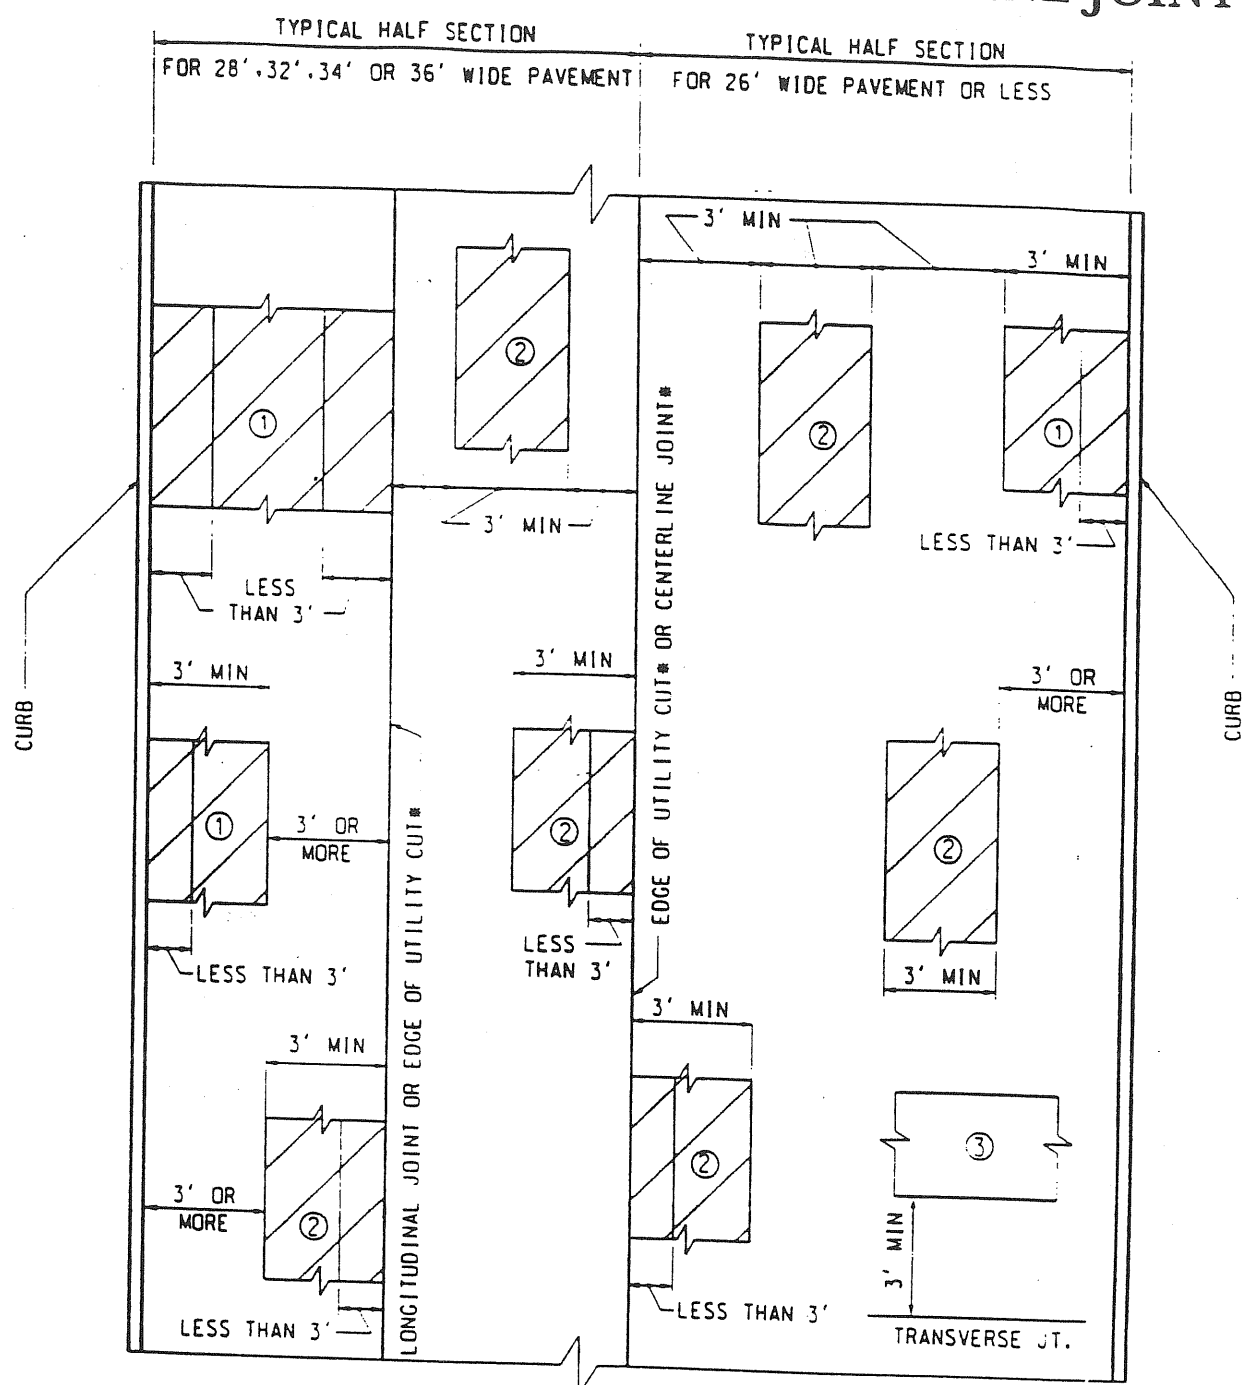 JOINT
TYPICAL HALF SECTION
FOR 28',32',34' OR 36' WIDE PAVEMENT
TYPICAL HALF SECTION
FOR 26' WIDE PAVEMENT OR LESS
3' MIN
3' MIN
2
1
2
1
3' MIN
LESS THAN 3'
LESS
THAN 3'
CURB
CURB
3' MIN
3' MIN
3' OR
MORE
1
3' OR
MORE
2
2
LESS THAN 3'
LESS
THAN 3'
3' MIN
LONGITUDINAL JOINT OR EDGE OF UTILITY CUT*
EDGE OF UTILITY CUT* OR CENTERLINE JOINT*
3' MIN
3' MIN
3' OR
MORE
2
2
3
3' MIN
LESS THAN 3'
LESS THAN 3'
TRANSVERSE JT.